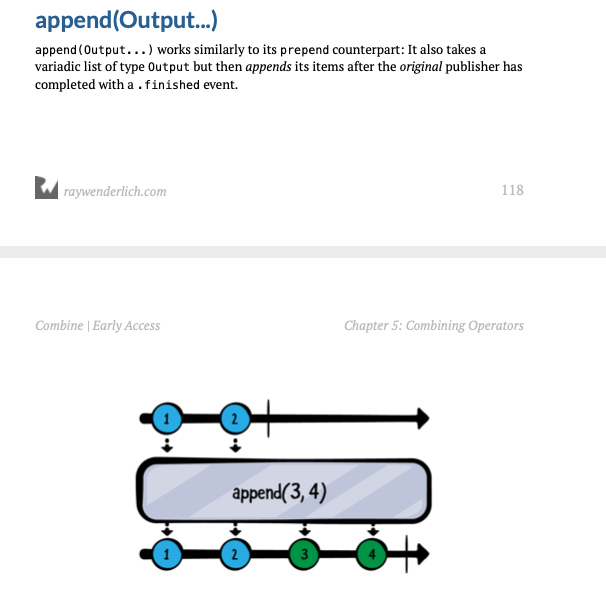 append(Output...)
append(Output...) works similarly to its prepend counterpart: It also takes a
variadic list of type Output but then appends its items after the original publisher has
completed with a .finished event.
raywenderlich.com
118
Combine | Early Access
Chapter 5: Combining Operators
1 2
append(3, 4)
1 2 3 4